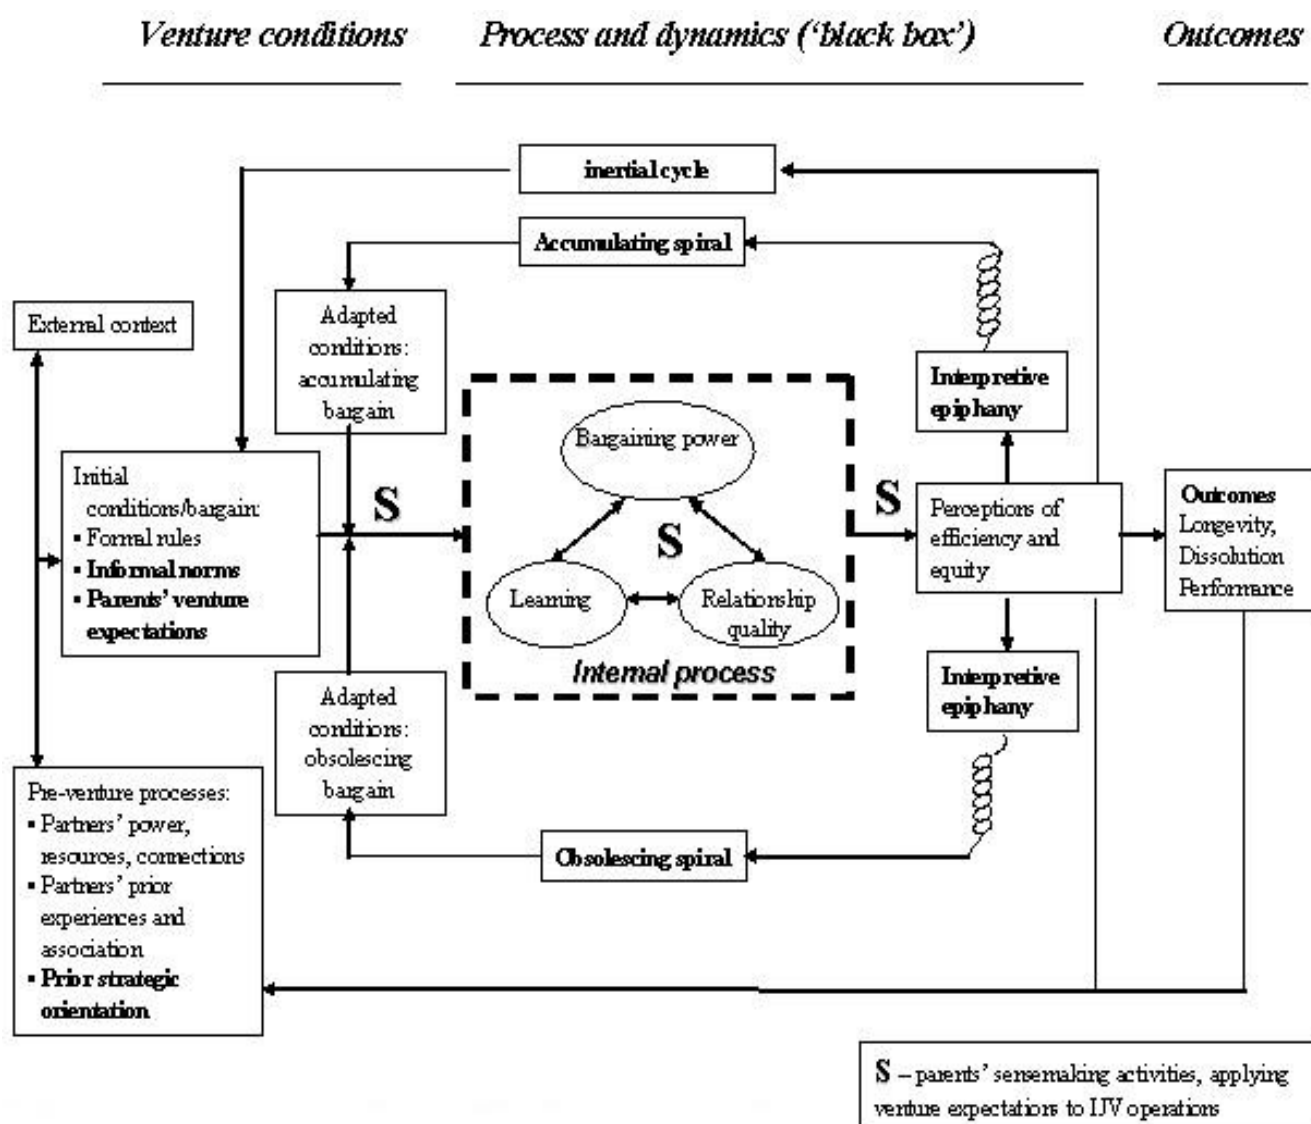 Venture conditions
Process and dynamics (‘black box’)
Outcomes
inertial cycle
Accumulating spiral
External context
Adapted
conditions:
accumulating
bargain
Interpretive
epiphany
Initial
conditions/bargain:
▪ Formal rules
▪ Informal norms
▪ Parents’ venture
expectations
S
Bargaining power
S
Learning
Relationship
quality
Internal process
S
Perceptions of
efficiency and
equity
Outcomes
Longevity,
Dissolution
Performance
Adapted
conditions:
obsolescing
bargain
Interpretive
epiphany
Pre-venture processes:
▪ Partners’ power,
resources, connections
▪ Partners’ prior
experiences and
association
▪ Prior strategic
orientation
Obsolescing spiral
S – parents’ sensemaking activities, applying
venture expectations to IJV operations